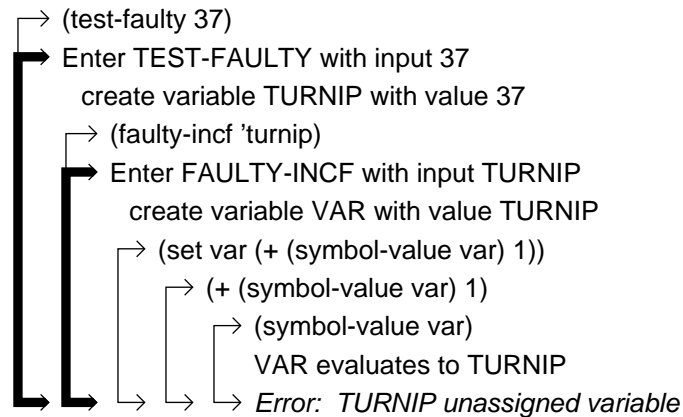 (test-faulty 37)
Enter TEST-FAULTY with input 37
create variable TURNIP with value 37
(faulty-incf ’turnip)
Enter FAULTY-INCF with input TURNIP
create variable VAR with value TURNIP
(set var (+ (symbol-value var) 1))
(+ (symbol-value var) 1)
(symbol-value var)
VAR evaluates to TURNIP
Error: TURNIP unassigned variable